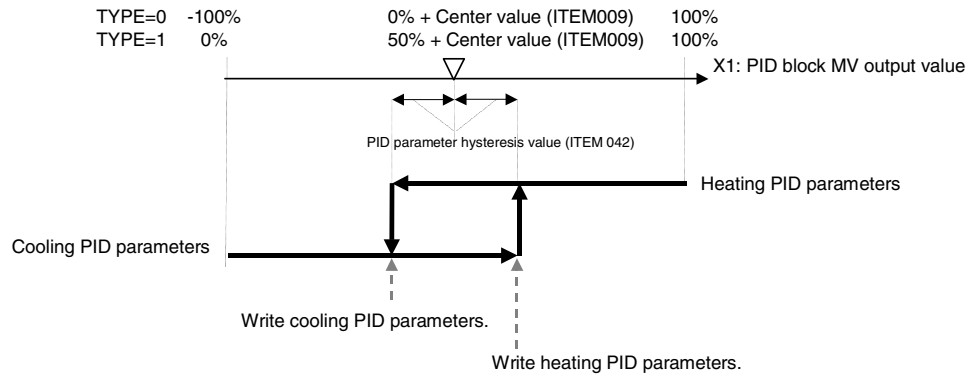 TYPE=0 -100% 0% + Center value (ITEM009) 100%
TYPE=1 0% 50% + Center value (ITEM009) 100%
X1: PID block MV output value
PID parameter hysteresis value (ITEM 042)
Heating PID parameters
Cooling PID parameters
Write cooling PID parameters.
Write heating PID parameters.